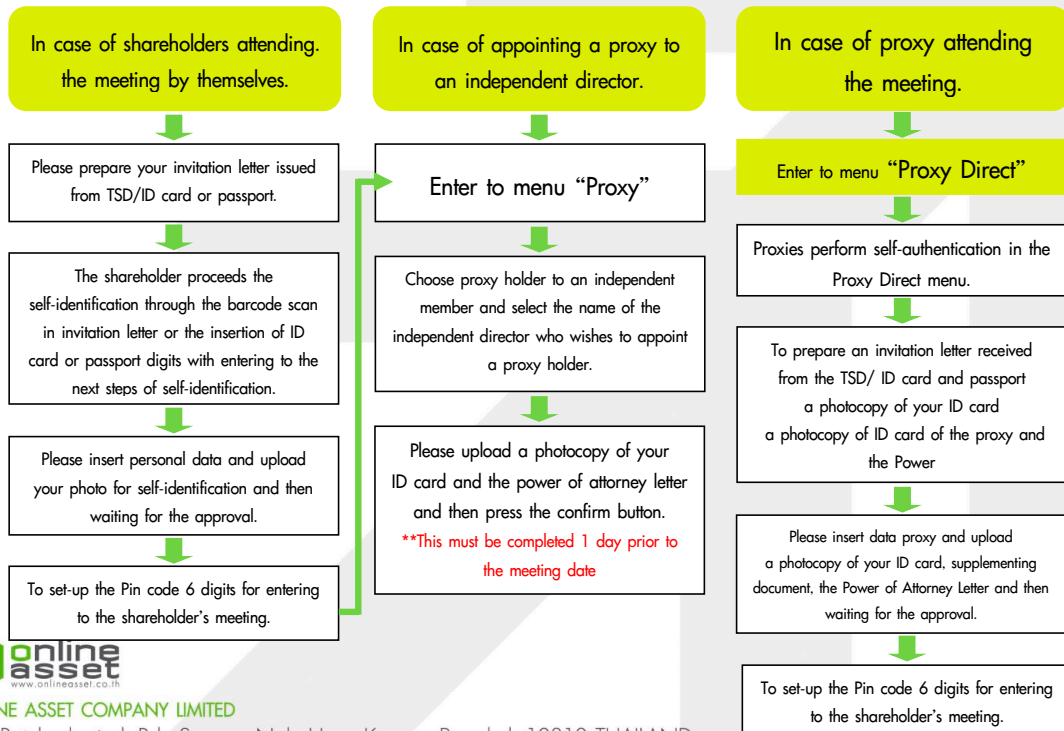 In case of shareholders attending.
the meeting by themselves.
Please prepare your invitation letter issued
from TSD/ID card or passport.
The shareholder proceeds the
self-identification through the barcode scan
in invitation letter or the insertion of ID
card or passport digits with entering to the
next steps of self-identification.
Please insert personal data and upload
your photo for self-identification and then
waiting for the approval.
To set-up the Pin code 6 digits for entering
to the shareholder’s meeting.
In case of appointing a proxy to
an independent director.
Enter to menu “Proxy”
Choose proxy holder to an independent
member and select the name of the
independent director who wishes to appoint
a proxy holder.
Please upload a photocopy of your
ID card and the power of attorney letter
and then press the confirm button.
**This must be completed 1 day prior to
the meeting date
In case of proxy attending
the meeting.
Enter to menu “Proxy Direct”
Proxies perform self-authentication in the
Proxy Direct menu.
To prepare an invitation letter received
from the TSD/ ID card and passport
a photocopy of your ID card
a photocopy of ID card of the proxy and
the Power
Please insert data proxy and upload
a photocopy of your ID card, supplementing
document, the Power of Attorney Letter and then
waiting for the approval.
To set-up the Pin code 6 digits for entering
to the shareholder’s meeting.
online
asset
www.onlineasset.co.th
NE ASSET COMPANY LIMITED
THAILAND